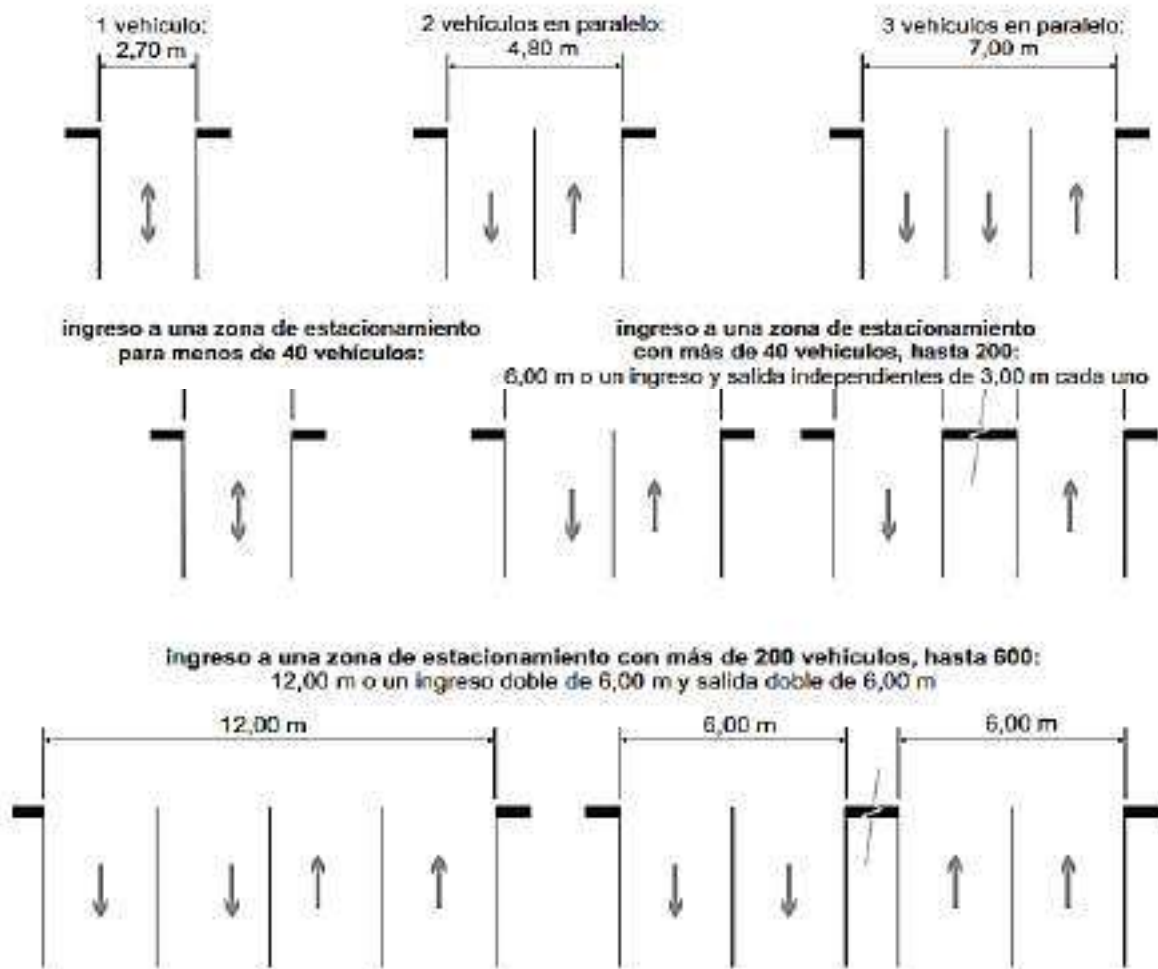 1 vehículo:
2,70 m
2 vehículos en paralelo:
4,80 m
3 vehículos en paralelo:
7,00 m
ingreso a una zona de estacionamiento
para menos de 40 vehículos:
ingreso a una zona de estacionamiento
con más de 40 vehículos, hasta 200:
6,00 m o un ingreso y salida independientes de 3,00 m cada uno
ingreso a una zona de estacionamiento con más de 200 vehículos, hasta 600:
12,00 m o un ingreso doble de 6,00 m y salida doble de 6,00 m
12,00 m
6,00 m
6,00 m